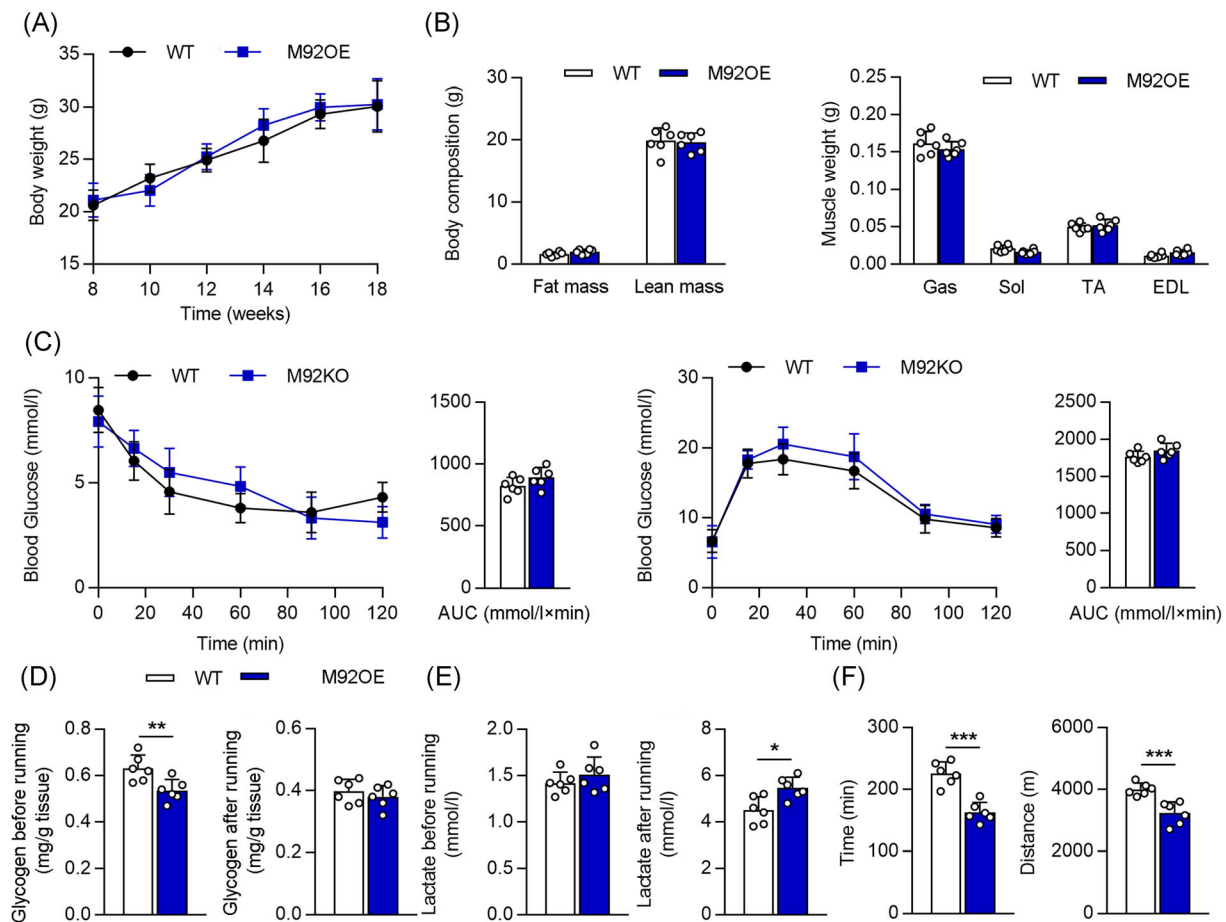 (A)
WT
M92OE
Body weight (g)
35
30
25
20
15
8
10
12
14
16
18
Time (weeks)
(B)
WT
M92OE
Body composition (g)
30
20
10
0
Fat mass
Lean mass
WT
M92OE
Muscle weight (g)
0.25
0.20
0.15
0.10
0.05
0.00
Gas
Sol
TA
EDL
(C)
WT
M92KO
Blood Glucose (mmol/l)
10
5
0
0
20
40
60
80
100
120
Time (min)
1500
1000
500
0
AUC (mmol/l×min)
WT
M92KO
Blood Glucose (mmol/l)
30
20
10
0
0
20
40
60
80
100
120
Time (min)
2500
2000
1500
1000
500
0
AUC (mmol/l×min)
(D)
WT
M92OE
Glycogen before running
(mg/g tissue)
0.8
0.6
0.4
0.2
0.0
**
Glycogen after running
(mg/g tissue)
0.6
0.4
0.2
0.0
(E)
Lactate before running
(mmol/l)
2.0
1.5
1.0
0.5
0.0
Lactate after running
(mmol/l)
8
6
4
2
0
*
(F)
Time (min)
300
200
100
0
***
Distance (m)
6000
4000
2000
0
***